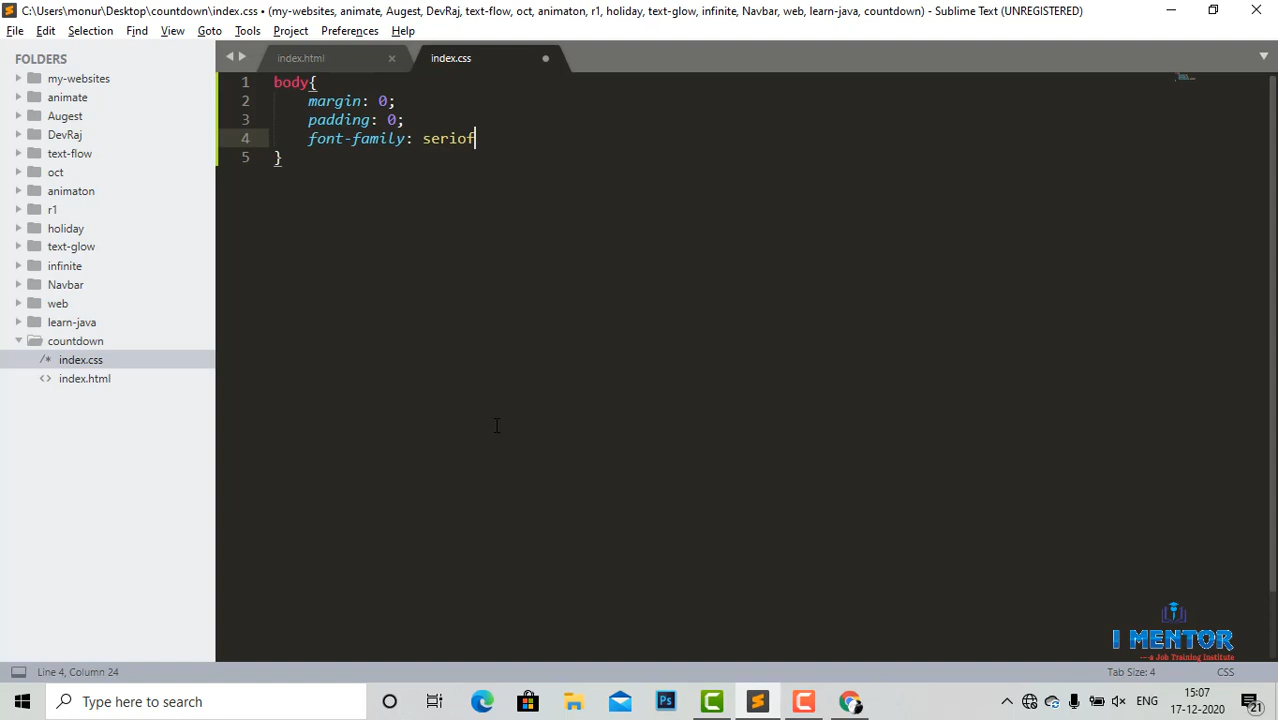 C:\Users\monur\Desktop\countdown\index.css • (my-websites, animate, Augest, DevRaj, text-flow, oct, animaton, r1, holiday, text-glow, infinite, Navbar, web, learn-java, countdown) - Sublime Text (UNREGISTERED)
File Edit Selection Find View Goto Tools Project Preferences Help
FOLDERS
my-websites
animate
Augest
DevRaj
text-flow
oct
animaton
r1
holiday
text-glow
infinite
Navbar
web
learn-java
countdown
/* index.css
<> index.html
index.html
index.css
1 body{
2 margin: 0;
3 padding: 0;
4 font-family: seriof
5 }
I MENTOR
a Job Training Institute
Line 4, Column 24
Tab Size: 4
CSS
Type here to search
Ps
ENG
15:07
17-12-2020
21